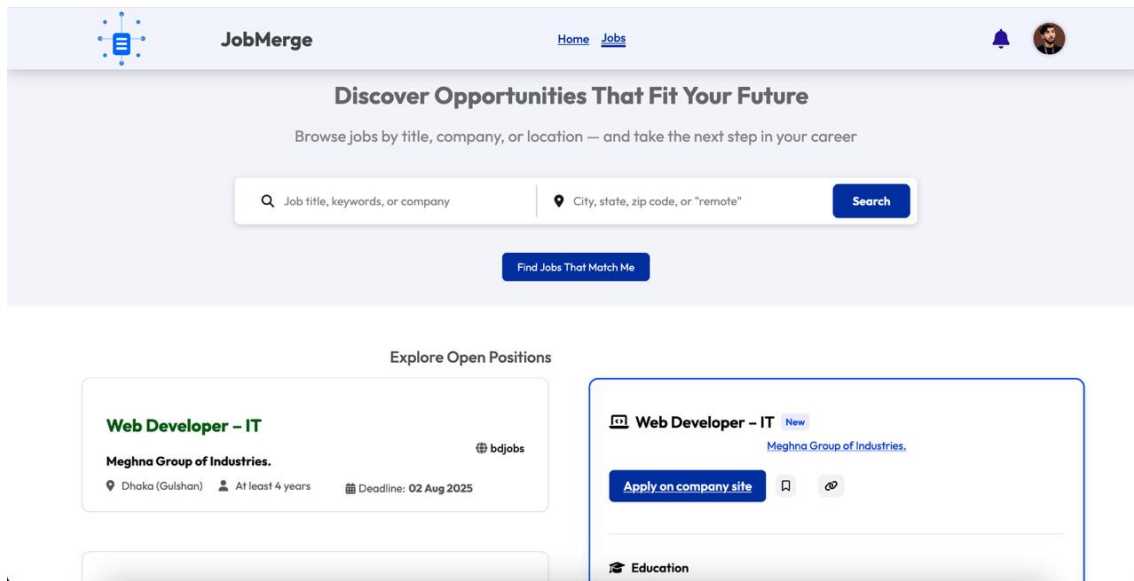 JobMerge
Home Jobs
Discover Opportunities That Fit Your Future
Browse jobs by title, company, or location — and take the next step in your career
Job title, keywords, or company
City, state, zip code, or "remote"
Search
Find Jobs That Match Me
Explore Open Positions
Web Developer – IT
Meghna Group of Industries.
bdjobs
Dhaka (Gulshan) At least 4 years Deadline: 02 Aug 2025
Web Developer – IT New
Meghna Group of Industries.
Apply on company site
Education